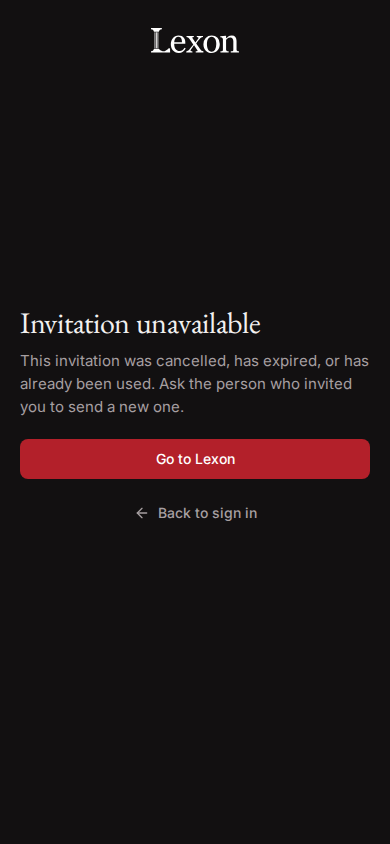 Lexon
Invitation unavailable
This invitation was cancelled, has expired, or has
already been used. Ask the person who invited
you to send a new one.
Go to Lexon
Back to sign in